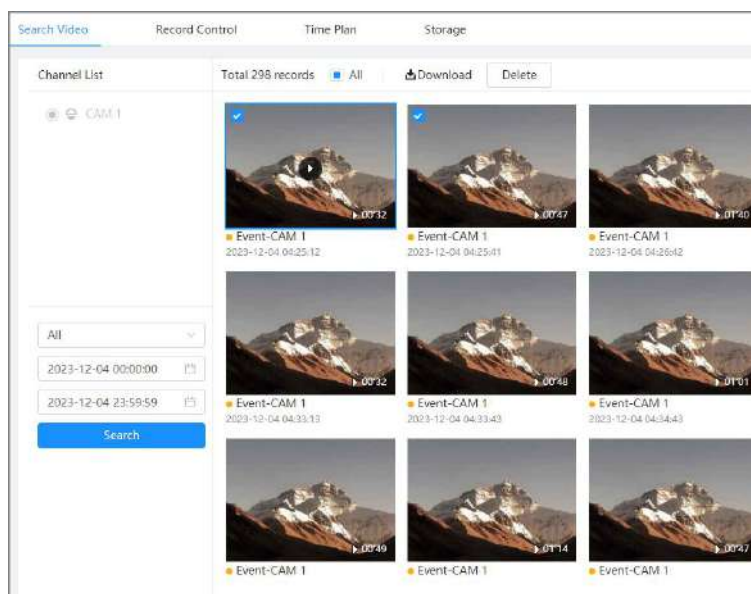 Search Video Record Control Time Plan Storage
Channel List
Total 298 records All Download Delete
CAM 1
00:32 00:47 01:40
Event-CAM 1 Event-CAM 1 Event-CAM 1
2023-12-04 04:25:12 2023-12-04 04:25:41 2023-12-04 04:26:42
All
2023-12-04 00:00:00
2023-12-04 23:59:59
Search
00:32 00:48 01:01
Event-CAM 1 Event-CAM 1 Event-CAM 1
2023-12-04 04:33:13 2023-12-04 04:33:43 2023-12-04 04:34:43
00:49 01:14 00:47
Event-CAM 1 Event-CAM 1 Event-CAM 1